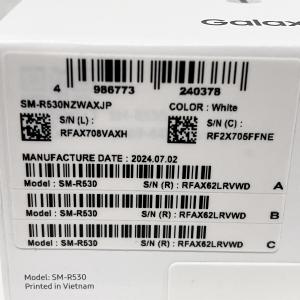 Galax
4 986773 240378
SM-R530NZWAXJP COLOR : White
S/N (L) : S/N (C) :
RFAX708VAXH RF2X705FFNE
MANUFACTURE DATE : 2024.07.02
Model : SM-R530 S/N (R) : RFAX62LRVWD A
Model : SM-R530 S/N (R) : RFAX62LRVWD B
Model : SM-R530 S/N (R) : RFAX62LRVWD C
Model: SM-R530
Printed in Vietnam